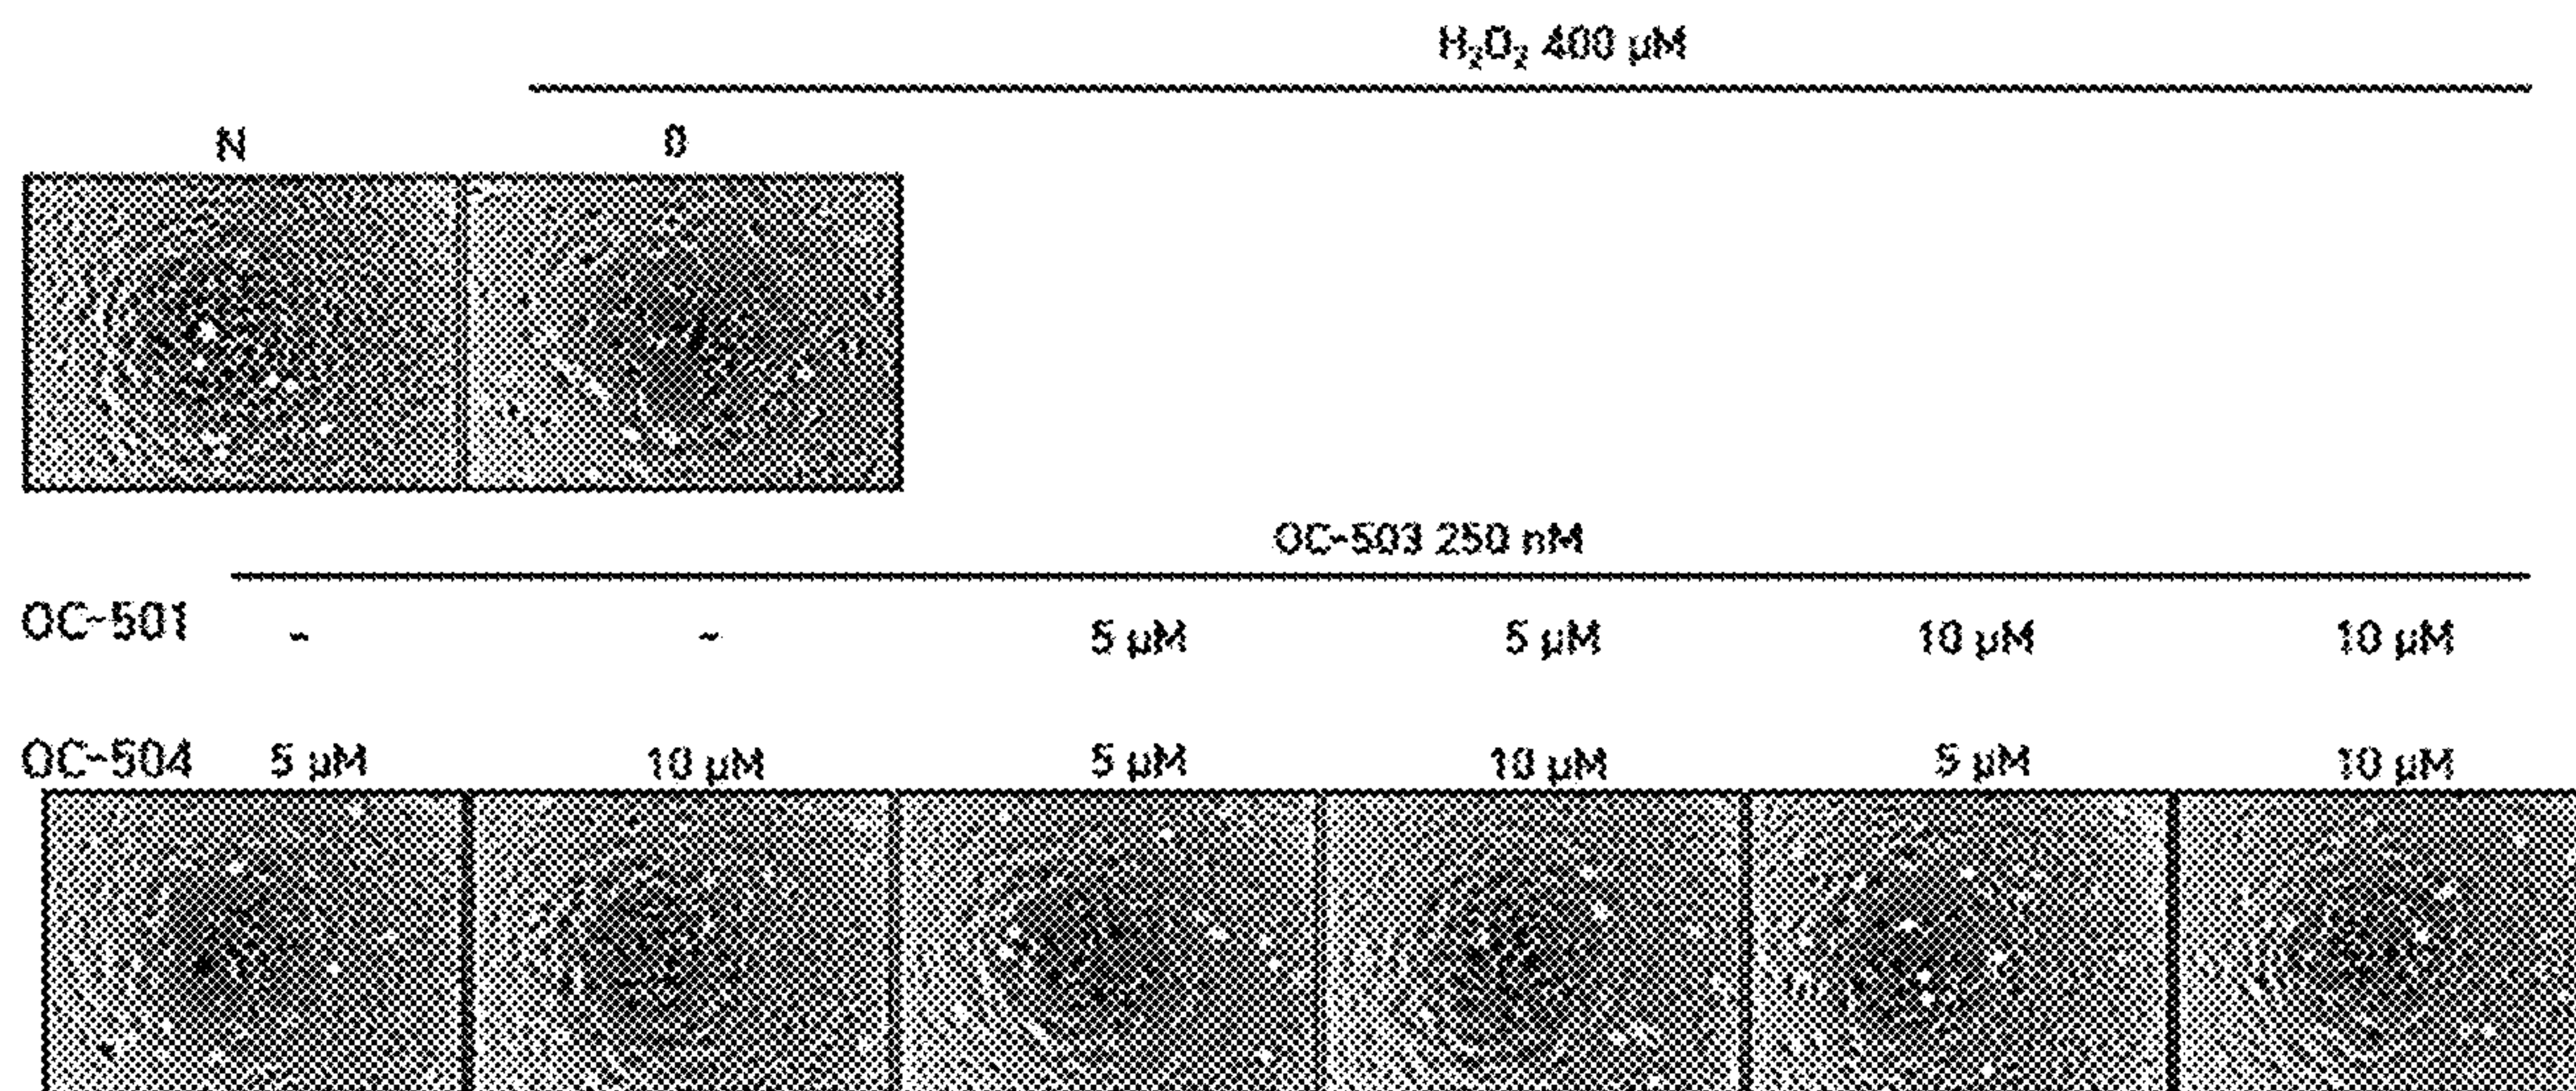 H₂O₂ 400 µM
N 0
OC-503 250 nM
OC-501 - - 5 µM 5 µM 10 µM 10 µM
OC-504 5 µM 10 µM 5 µM 10 µM 5 µM 10 µM